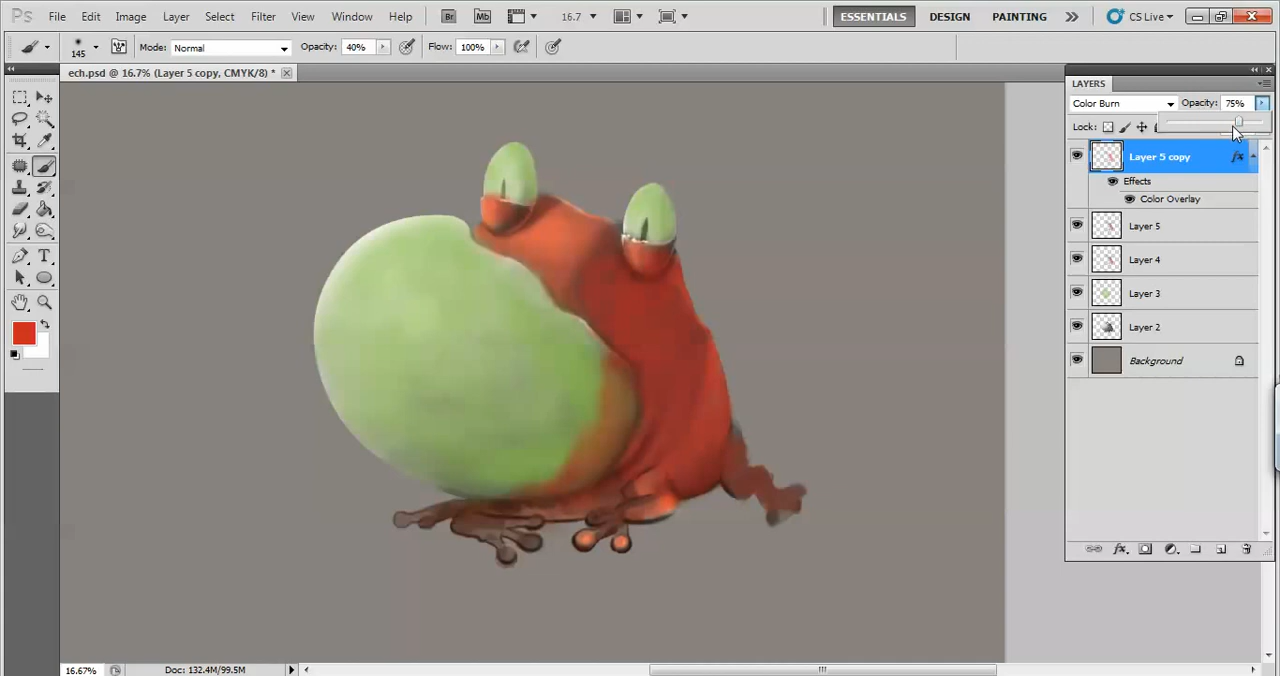 Ps File Edit Image Layer Select Filter View Window Help Br Mb 16.7 ESSENTIALS DESIGN PAINTING CS Live
145 Mode: Normal Opacity: 40% Flow: 100%
ech.psd @ 16.7% (Layer 5 copy, CMYK/8) *
LAYERS
Color Burn Opacity: 75%
Lock:
Layer 5 copy fx
Effects
Color Overlay
Layer 5
Layer 4
Layer 3
Layer 2
Background
T
fx
16.67% Doc: 132.4M/99.5M